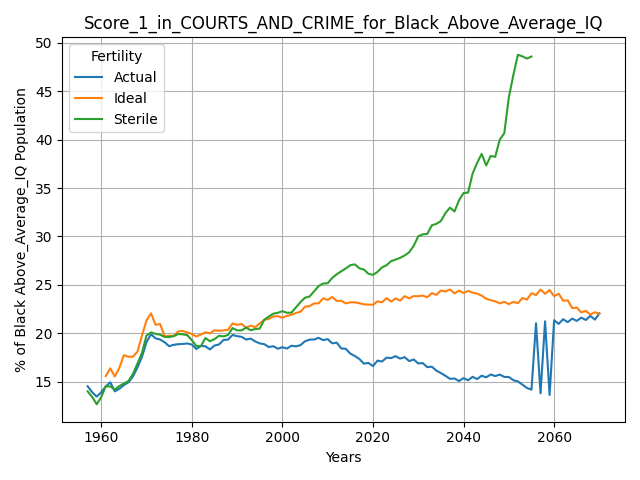 Score_1_in_COURTS_AND_CRIME_for_Black_Above_Average_IQ
50
45
40
35
30
25
20
15
% of Black Above_Average_IQ Population
Fertility
Actual
Ideal
Sterile
1960
1980
2000
2020
2040
2060
Years